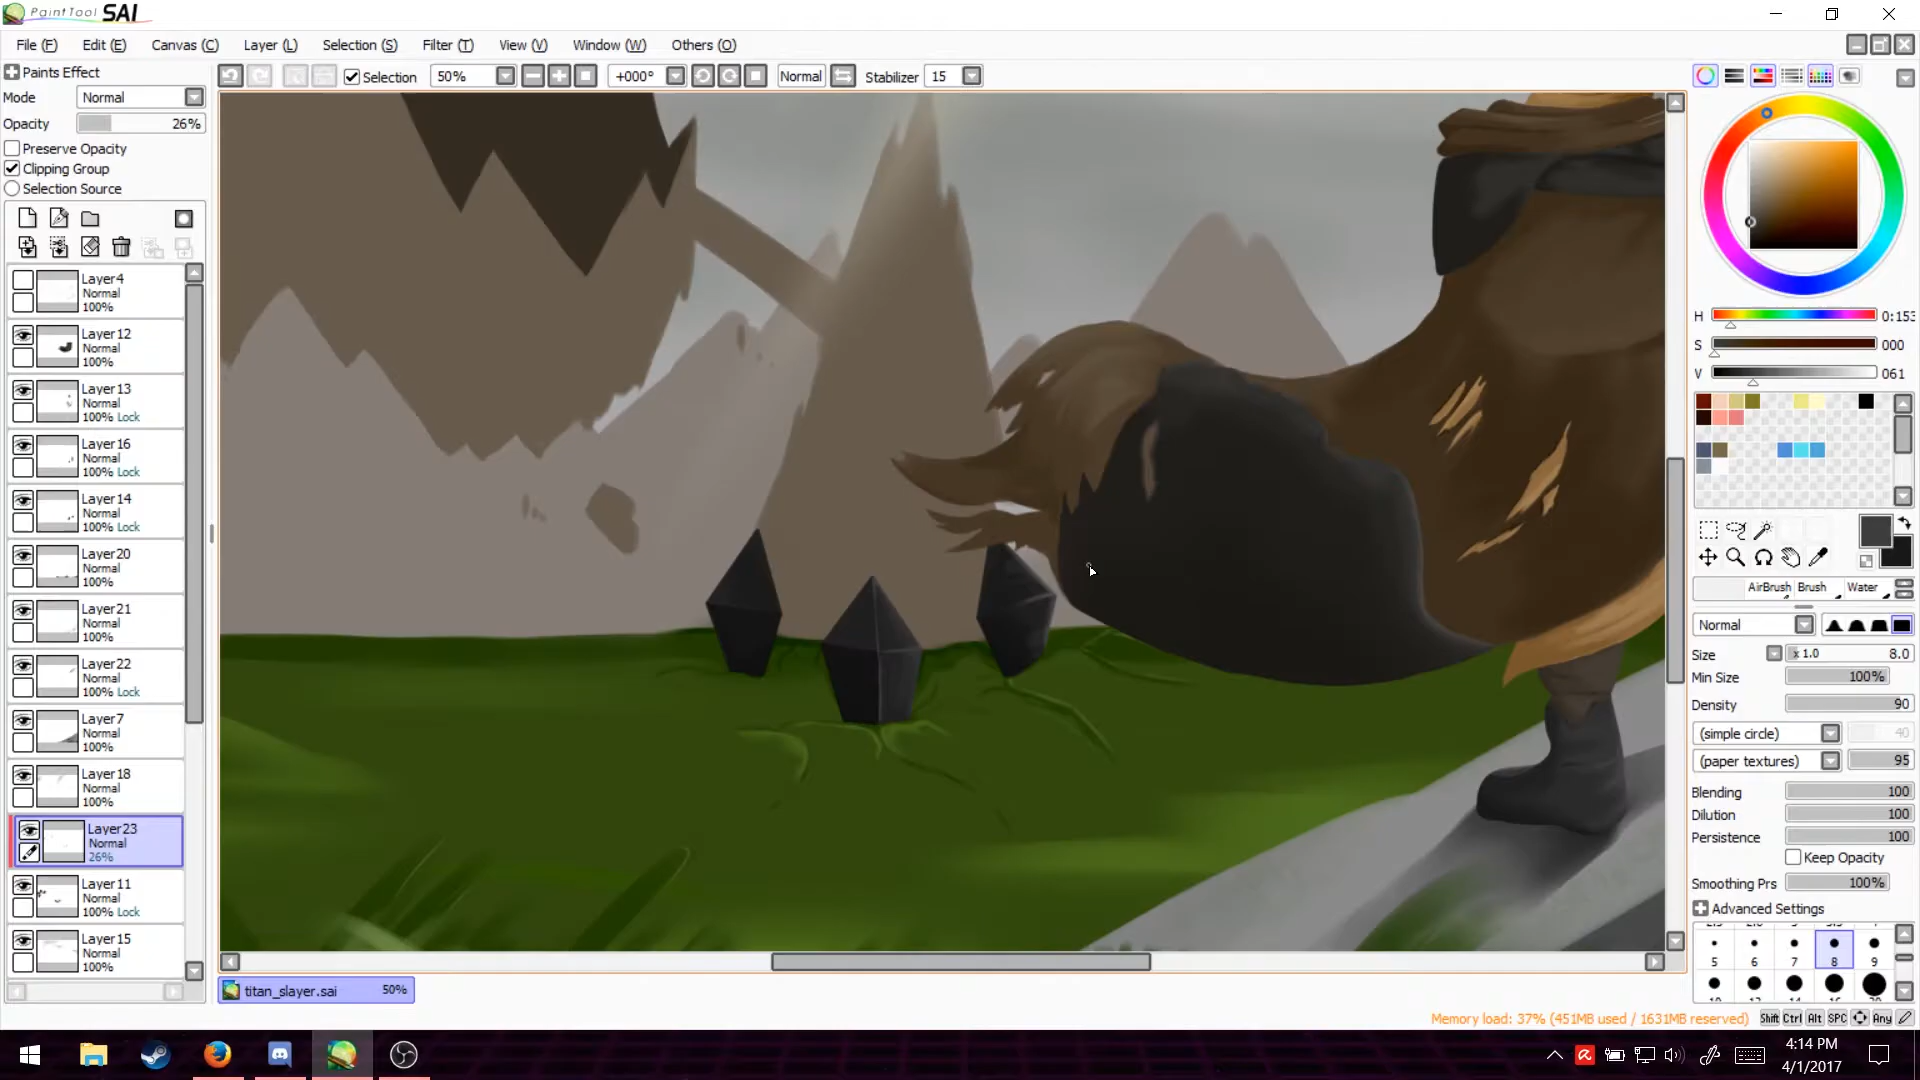 PaintTool SAI
File (F) Edit (E) Canvas (C) Layer (L) Selection (S) Filter (T) View (V) Window (W) Others (O)
Paints Effect
Selection 50% +000° Normal Stabilizer 15
Mode Normal
Opacity 26%
Preserve Opacity
Clipping Group
Selection Source
Layer4
Normal
100%
Layer12
Normal
100%
Layer13
Normal
100% Lock
Layer16
Normal
100% Lock
Layer14
Normal
100% Lock
Layer20
Normal
100%
Layer21
Normal
100%
Layer22
Normal
100% Lock
Layer7
Normal
100%
Layer18
Normal
100%
Layer23
Normal
26%
Layer11
Normal
100% Lock
Layer15
Normal
100%
H 0:153
S 000
V 061
AirBrush Brush Water
Normal
Size x 1.0 8.0
Min Size 100%
Density 90
(simple circle) 40
(paper textures) 95
Blending 100
Dilution 100
Persistence 100
Keep Opacity
Smoothing Prs 100%
Advanced Settings
5 6 7 8 9
titan_slayer.sai 50%
Memory load: 37% (451MB used / 1631MB reserved) Shift Ctrl Alt SPC Any
4:14 PM
4/1/2017